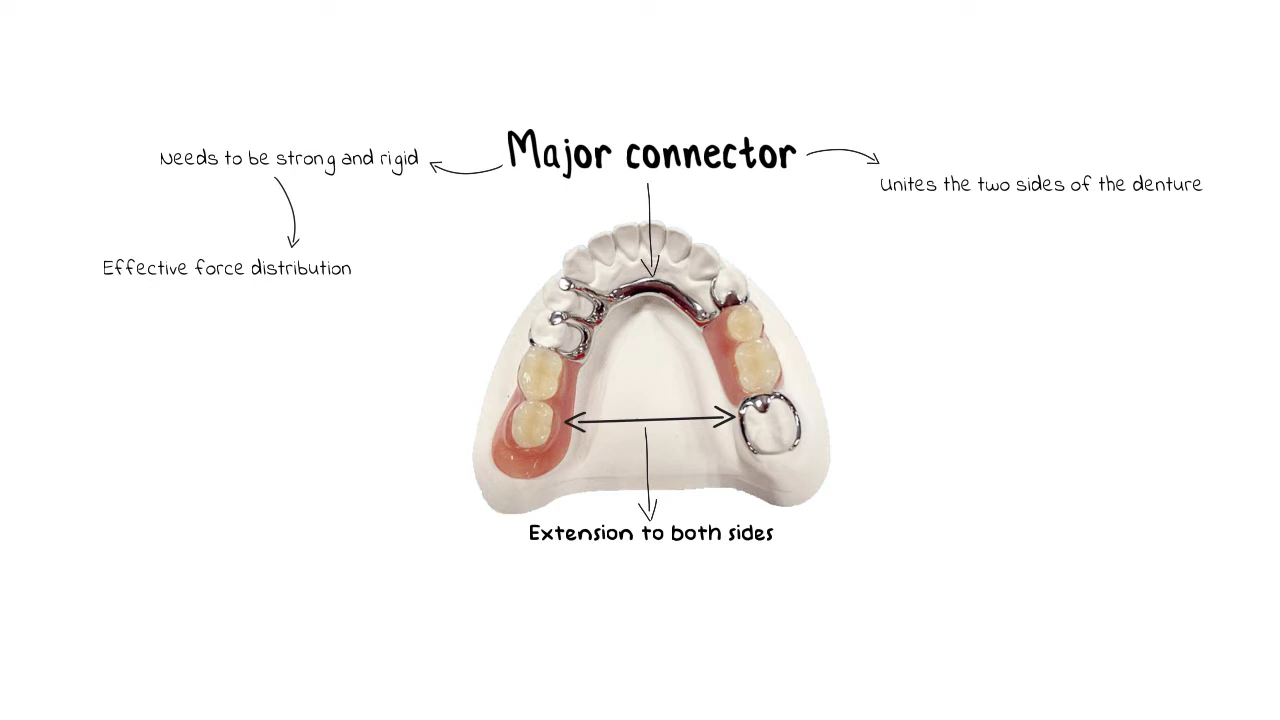 Major connector
Needs to be strong and rigid
Unites the two sides of the denture
Effective force distribution
Extension to both sides